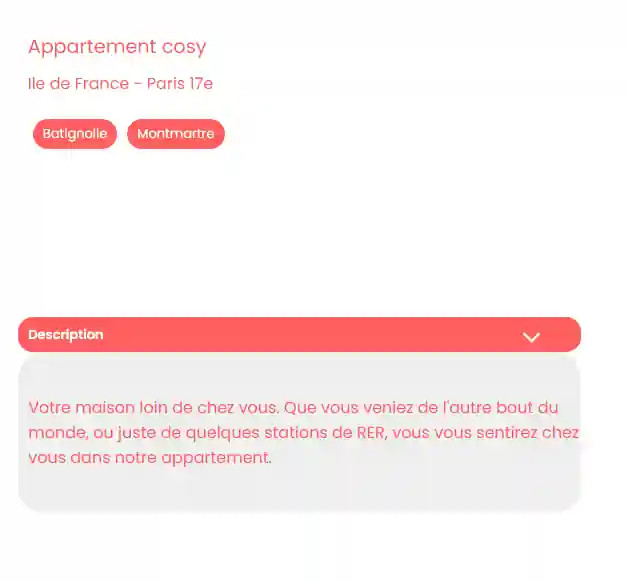 Appartement cosy
Ile de France - Paris 17e
Batignolle Montmartre
Description
Votre maison loin de chez vous. Que vous veniez de l'autre bout du
monde, ou juste de quelques stations de RER, vous vous sentirez chez
vous dans notre appartement.